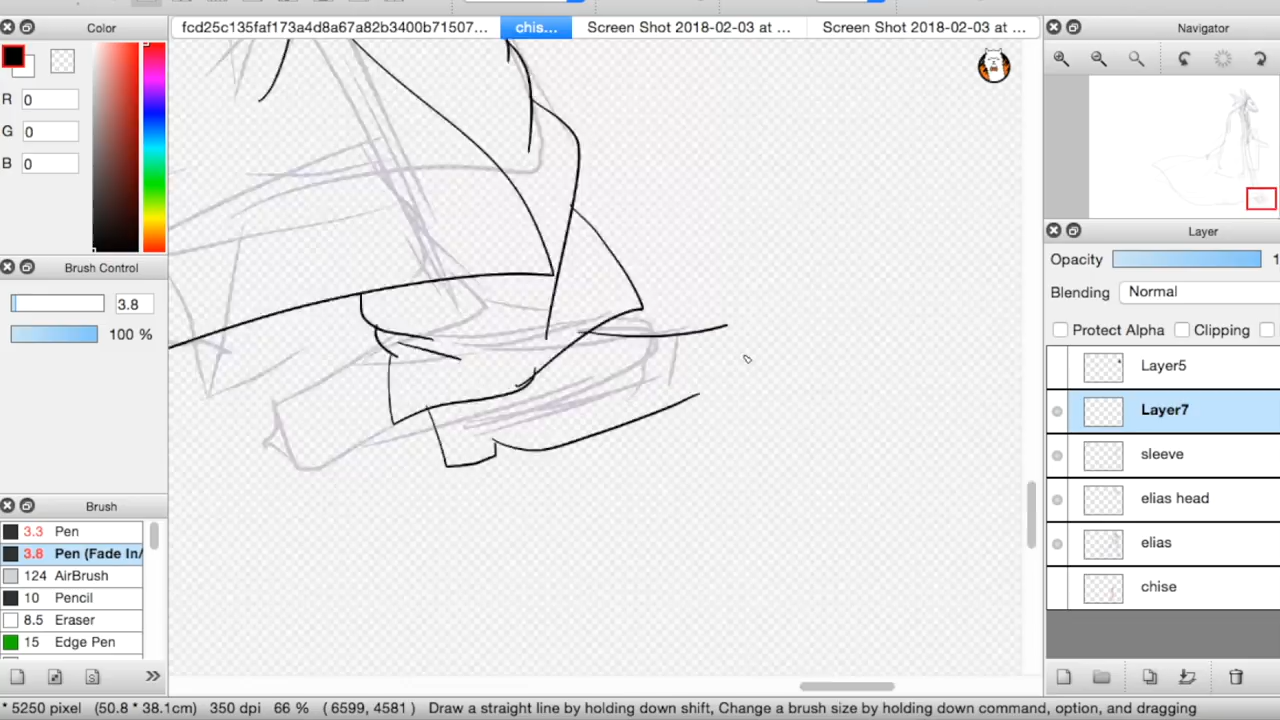 Color
fcd25c135faf173a4d8a67a82b3400b71507...
chis...
Screen Shot 2018-02-03 at ...
Screen Shot 2018-02-03 at ...
Navigator
R 0
G 0
B 0
Brush Control
3.8
100 %
Layer
Opacity 1
Blending Normal
Protect Alpha Clipping
Layer5
Layer7
sleeve
elias head
elias
chise
Brush
3.3 Pen
3.8 Pen (Fade In/
124 AirBrush
10 Pencil
8.5 Eraser
15 Edge Pen
* 5250 pixel (50.8 * 38.1cm) 350 dpi 66 % ( 6599, 4581 ) Draw a straight line by holding down shift, Change a brush size by holding down command, option, and dragging